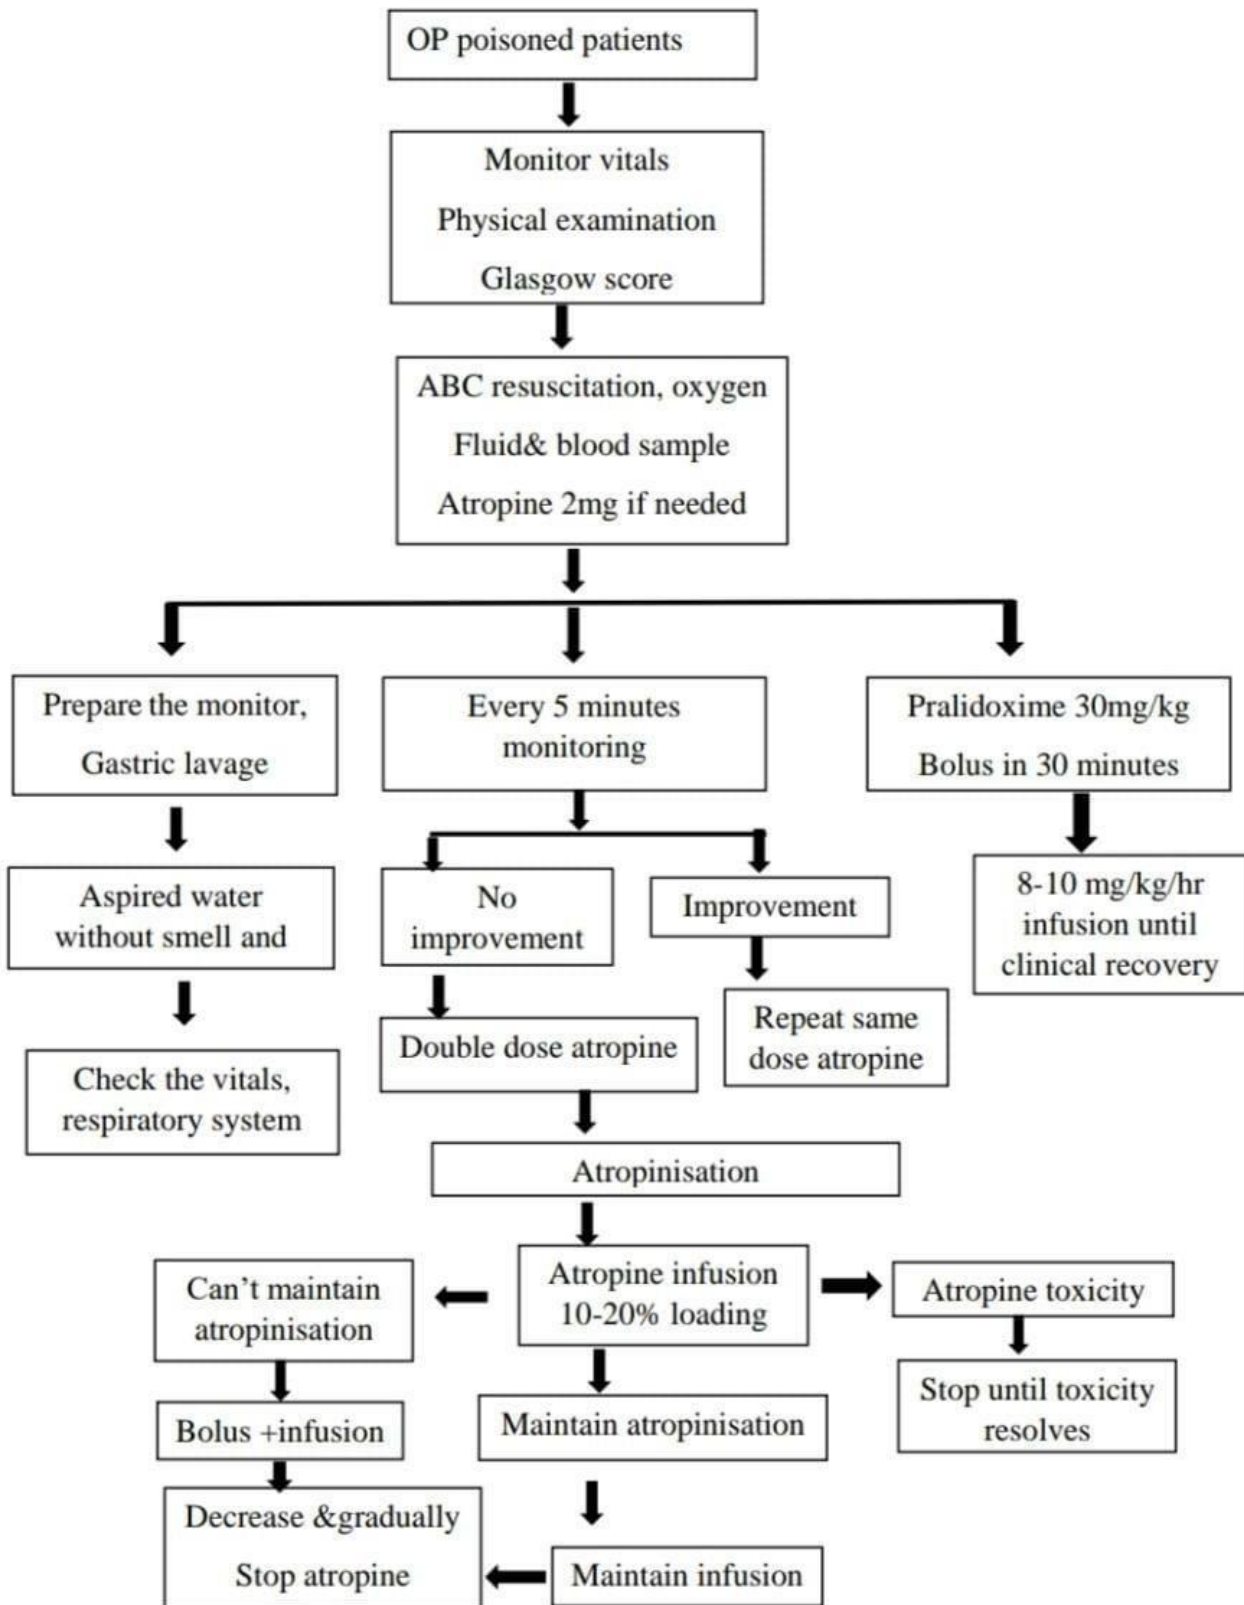 OP poisoned patients
Monitor vitals
Physical examination
Glasgow score
ABC resuscitation, oxygen
Fluid& blood sample
Atropine 2mg if needed
Prepare the monitor,
Gastric lavage
Every 5 minutes
monitoring
Pralidoxime 30mg/kg
Bolus in 30 minutes
Aspired water
without smell and
No
improvement
Improvement
8-10 mg/kg/hr
infusion until
clinical recovery
Check the vitals,
respiratory system
Double dose atropine
Repeat same
dose atropine
Atropinisation
Can’t maintain
atropinisation
Atropine infusion
10-20% loading
Atropine toxicity
Bolus +infusion
Maintain atropinisation
Stop until toxicity
resolves
Decrease &gradually
Stop atropine
Maintain infusion